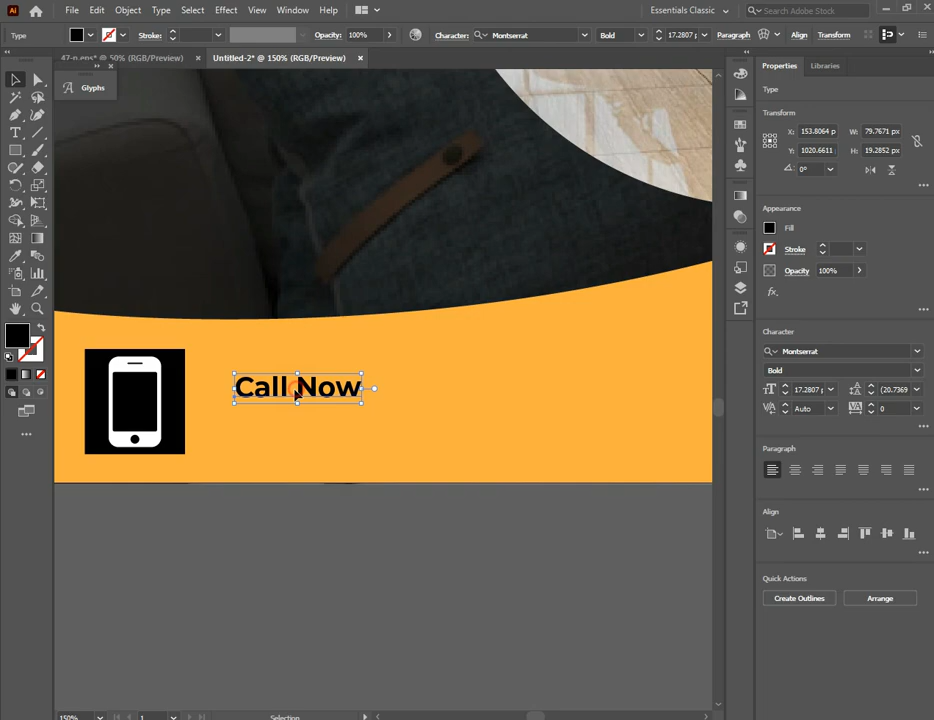 Ai File Edit Object Type Select Effect View Window Help Essentials Classic Search Adobe Stock
Type Stroke: Opacity: 100% Character: Montserrat Bold 17.2807 p Paragraph Align Transform
47-n.eps* @ 50% (RGB/Preview) × Untitled-2* @ 150% (RGB/Preview) ×
Glyphs
Call Now
150% 1 Selection
Properties Libraries
Type
Transform
X: 153.8064 p W: 79.7671 px
Y: 1020.6611 H: 19.2852 px
0°
Appearance
Fill
Stroke
Opacity 100%
fx.
Character
Montserrat
Bold
17.2807 p (20.7369
Auto 0
Paragraph
Align
Quick Actions
Create Outlines Arrange